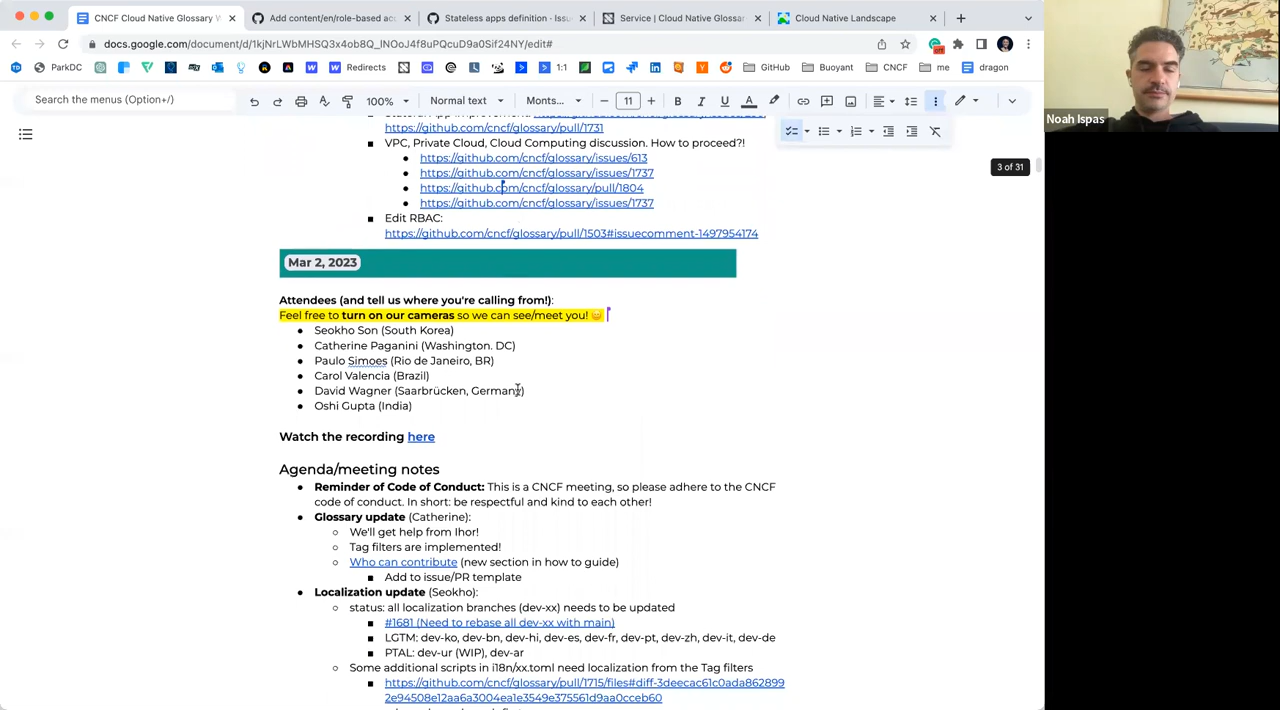 CNCF Cloud Native Glossary W
Add content/en/role-based acc
Stateless apps definition · Issu
Service | Cloud Native Glossary
Cloud Native Landscape
docs.google.com/document/d/1kjNrLWbMHSQ3x4ob8Q_lNOoJ4f8uPQcuD9a0Sif24NY/edit#
ParkDC
Redirects
1:1
GitHub
Buoyant
CNCF
me
dragon
Search the menus (Option+/)
100%
Normal text
Monts...
11
Noah Ispas
3 of 31
https://github.com/cncf/glossary/pull/1731
VPC, Private Cloud, Cloud Computing discussion. How to proceed?!
https://github.com/cncf/glossary/issues/613
https://github.com/cncf/glossary/issues/1737
https://github.com/cncf/glossary/pull/1804
https://github.com/cncf/glossary/issues/1737
Edit RBAC:
https://github.com/cncf/glossary/pull/1503#issuecomment-1497954174
Mar 2, 2023
Attendees (and tell us where you're calling from!):
Feel free to turn on our cameras so we can see/meet you! 😀
Seokho Son (South Korea)
Catherine Paganini (Washington. DC)
Paulo Simoes (Rio de Janeiro, BR)
Carol Valencia (Brazil)
David Wagner (Saarbrücken, Germany)
Oshi Gupta (India)
Watch the recording here
Agenda/meeting notes
Reminder of Code of Conduct: This is a CNCF meeting, so please adhere to the CNCF
code of conduct. In short: be respectful and kind to each other!
Glossary update (Catherine):
We'll get help from Ihor!
Tag filters are implemented!
Who can contribute (new section in how to guide)
Add to issue/PR template
Localization update (Seokho):
status: all localization branches (dev-xx) needs to be updated
#1681 (Need to rebase all dev-xx with main)
LGTM: dev-ko, dev-bn, dev-hi, dev-es, dev-fr, dev-pt, dev-zh, dev-it, dev-de
PTAL: dev-ur (WIP), dev-ar
Some additional scripts in i18n/xx.toml need localization from the Tag filters
https://github.com/cncf/glossary/pull/1715/files#diff-3deecac61c0ada862899
2e94508e12aa6a3004ea1e3549e375561d9aa0cceb60